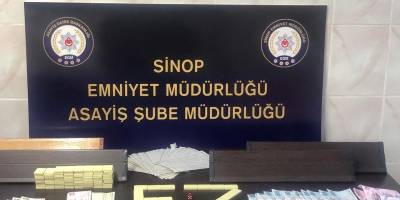 SİNOP
EMNİYET MÜDÜRLÜĞÜ
ASAYİŞ ŞUBE MÜDÜRLÜĞÜ